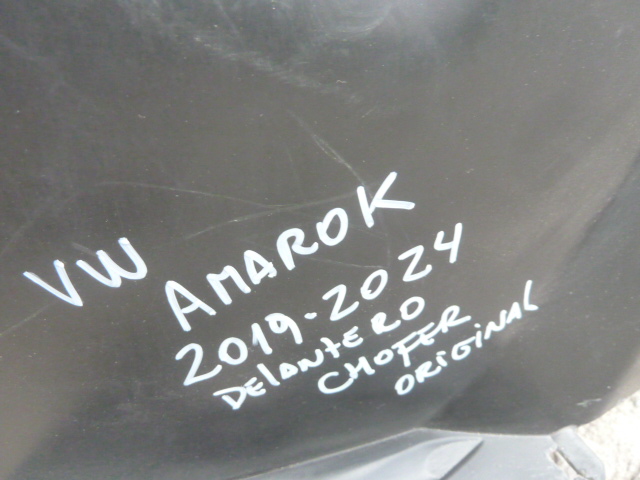 VW AMAROK
2019-2024
DELANTERO
CHOFER
ORIGINAL